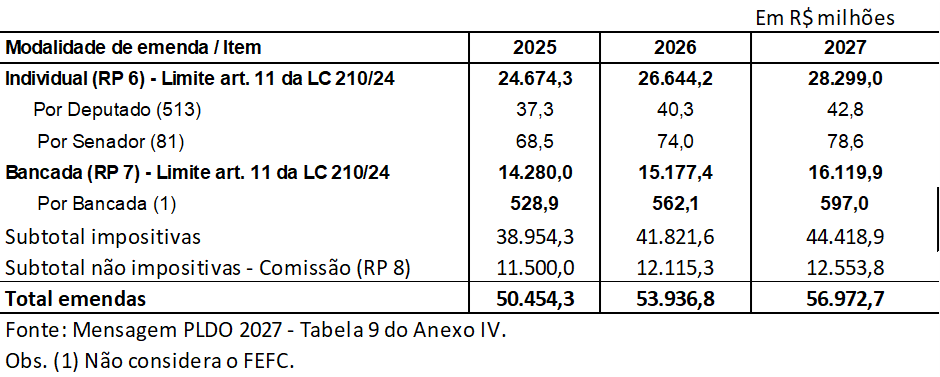 Em R$ milhões
Modalidade de emenda / Item 2025 2026 2027
Individual (RP 6) - Limite art. 11 da LC 210/24 24.674,3 26.644,2 28.299,0
Por Deputado (513) 37,3 40,3 42,8
Por Senador (81) 68,5 74,0 78,6
Bancada (RP 7) - Limite art. 11 da LC 210/24 14.280,0 15.177,4 16.119,9
Por Bancada (1) 528,9 562,1 597,0
Subtotal impositivas 38.954,3 41.821,6 44.418,9
Subtotal não impositivas - Comissão (RP 8) 11.500,0 12.115,3 12.553,8
Total emendas 50.454,3 53.936,8 56.972,7
Fonte: Mensagem PLDO 2027 - Tabela 9 do Anexo IV.
Obs. (1) Não considera o FEFC.